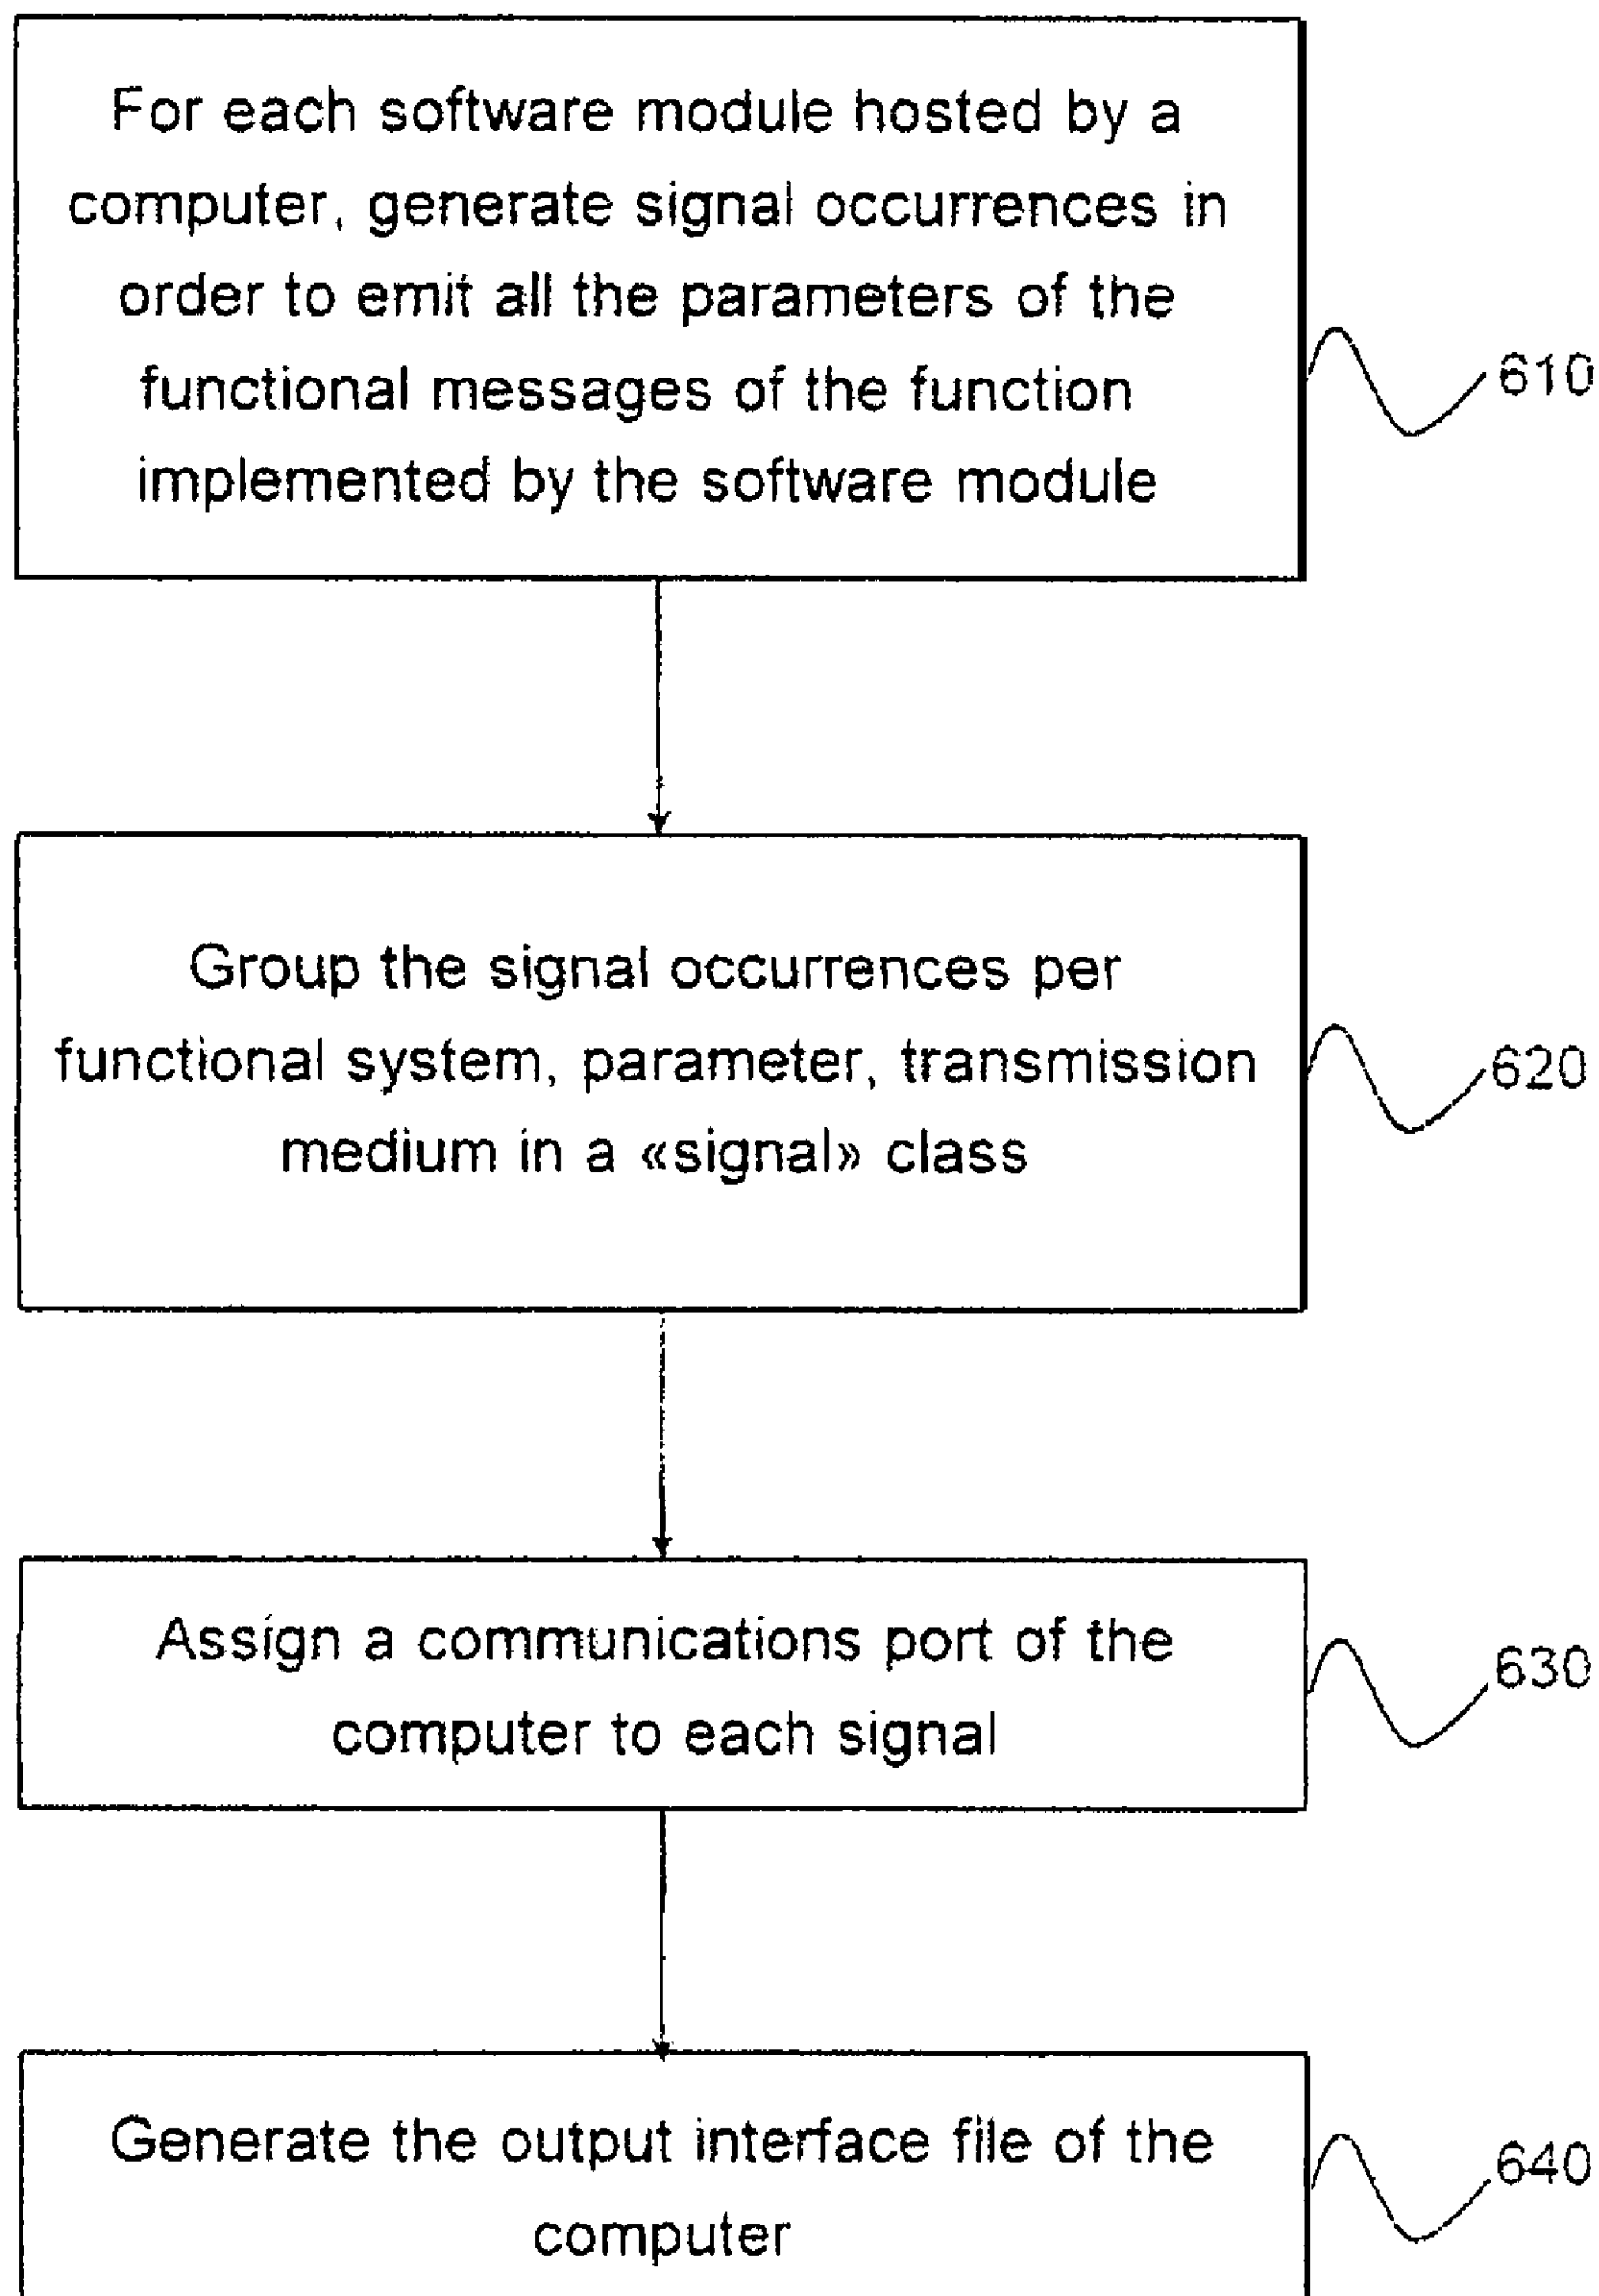 For each software module hosted by a
computer, generate signal occurrences in
order to emit all the parameters of the
functional messages of the function
implemented by the software module
610
Group the signal occurrences per
functional system, parameter, transmission
medium in a «signal» class
620
Assign a communications port of the
computer to each signal
630
Generate the output interface file of the
computer
640